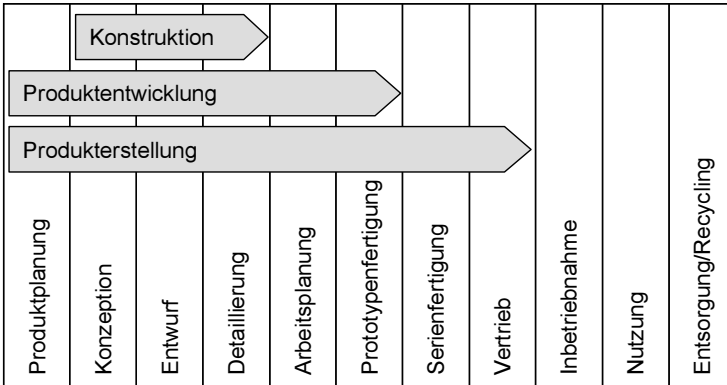 Konstruktion
Produktentwicklung
Produkterstellung
Produktplanung
Konzeption
Entwurf
Detaillierung
Arbeitsplanung
Prototypenfertigung
Serienfertigung
Vertrieb
Inbetriebnahme
Nutzung
Entsorgung/Recycling